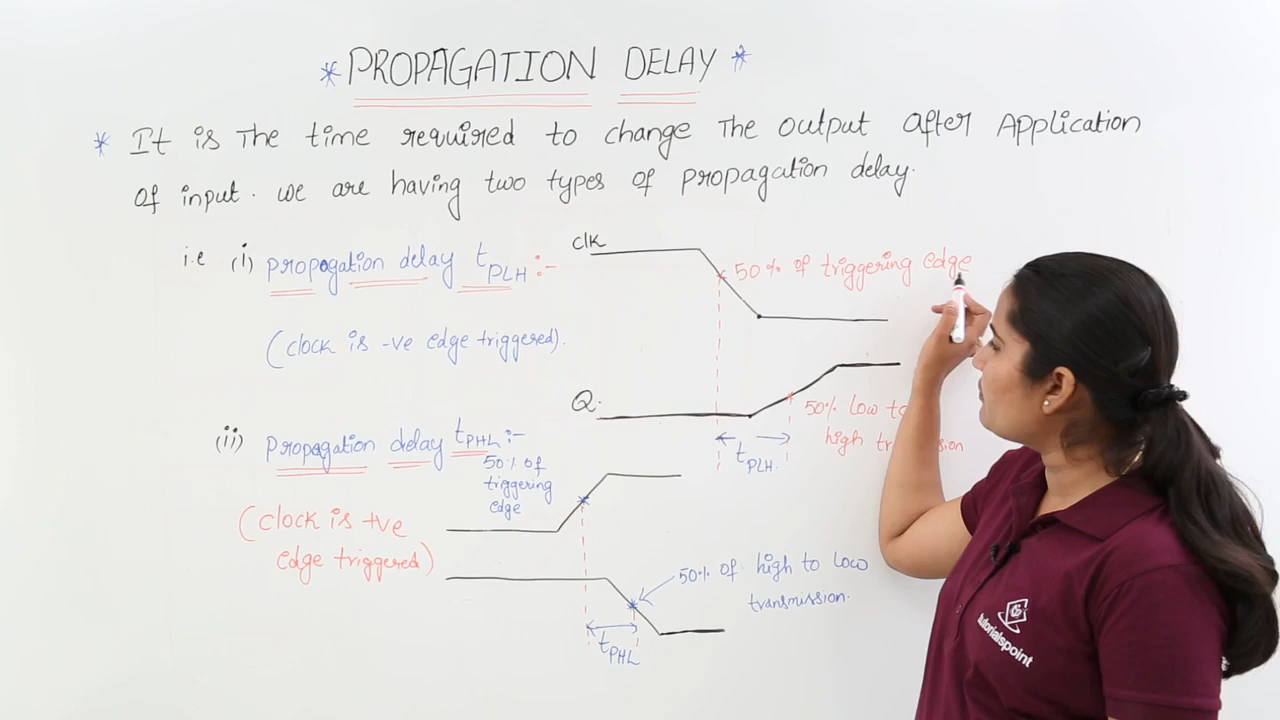 * PROPAGATION DELAY *
* It is The time required to change The output after Application
Of input. we are having two types of propagation delay.
i.e (i) propogation delay tPLH :-
(clock is -ve edge triggered).
clk
50% of triggering edge
Q.
50% low to
high
tPLH.
(ii) propagation delay tPHL :-
50% of
triggering
edge
(clock is +ve
edge triggered)
50% Of high to low
transmission.
tPHL
tutorialspoint